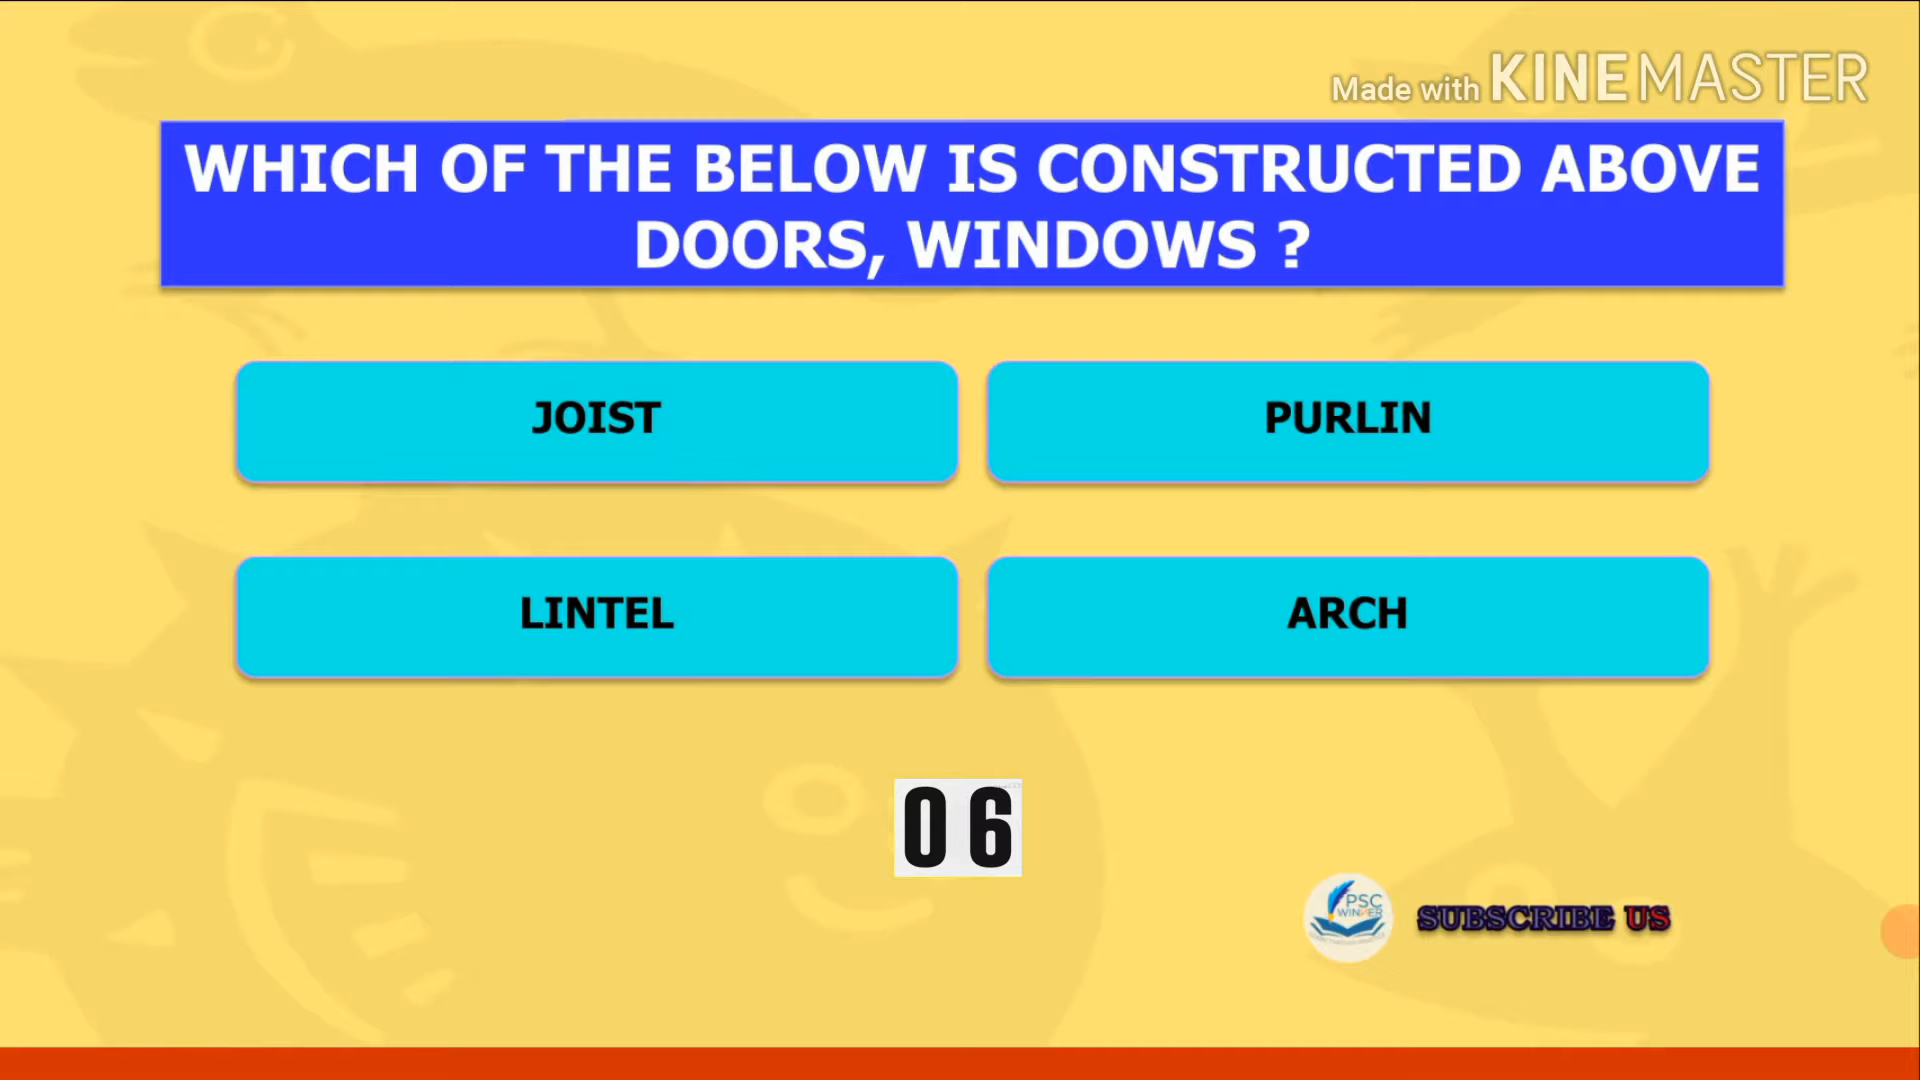 Made with KINEMASTER
WHICH OF THE BELOW IS CONSTRUCTED ABOVE
DOORS, WINDOWS ?
JOIST
PURLIN
LINTEL
ARCH
06
PSC
WINNER
SUBSCRIBE US